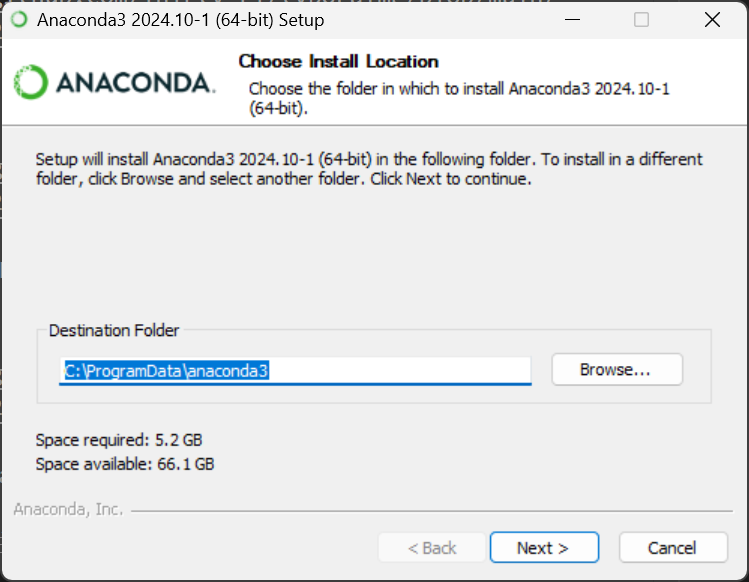 Anaconda3 2024.10-1 (64-bit) Setup
ANACONDA.
Choose Install Location
Choose the folder in which to install Anaconda3 2024.10-1
(64-bit).
Setup will install Anaconda3 2024.10-1 (64-bit) in the following folder. To install in a different
folder, click Browse and select another folder. Click Next to continue.
Destination Folder
C:\ProgramData\anaconda3
Browse...
Space required: 5.2 GB
Space available: 66.1 GB
Anaconda, Inc.
< Back
Next >
Cancel